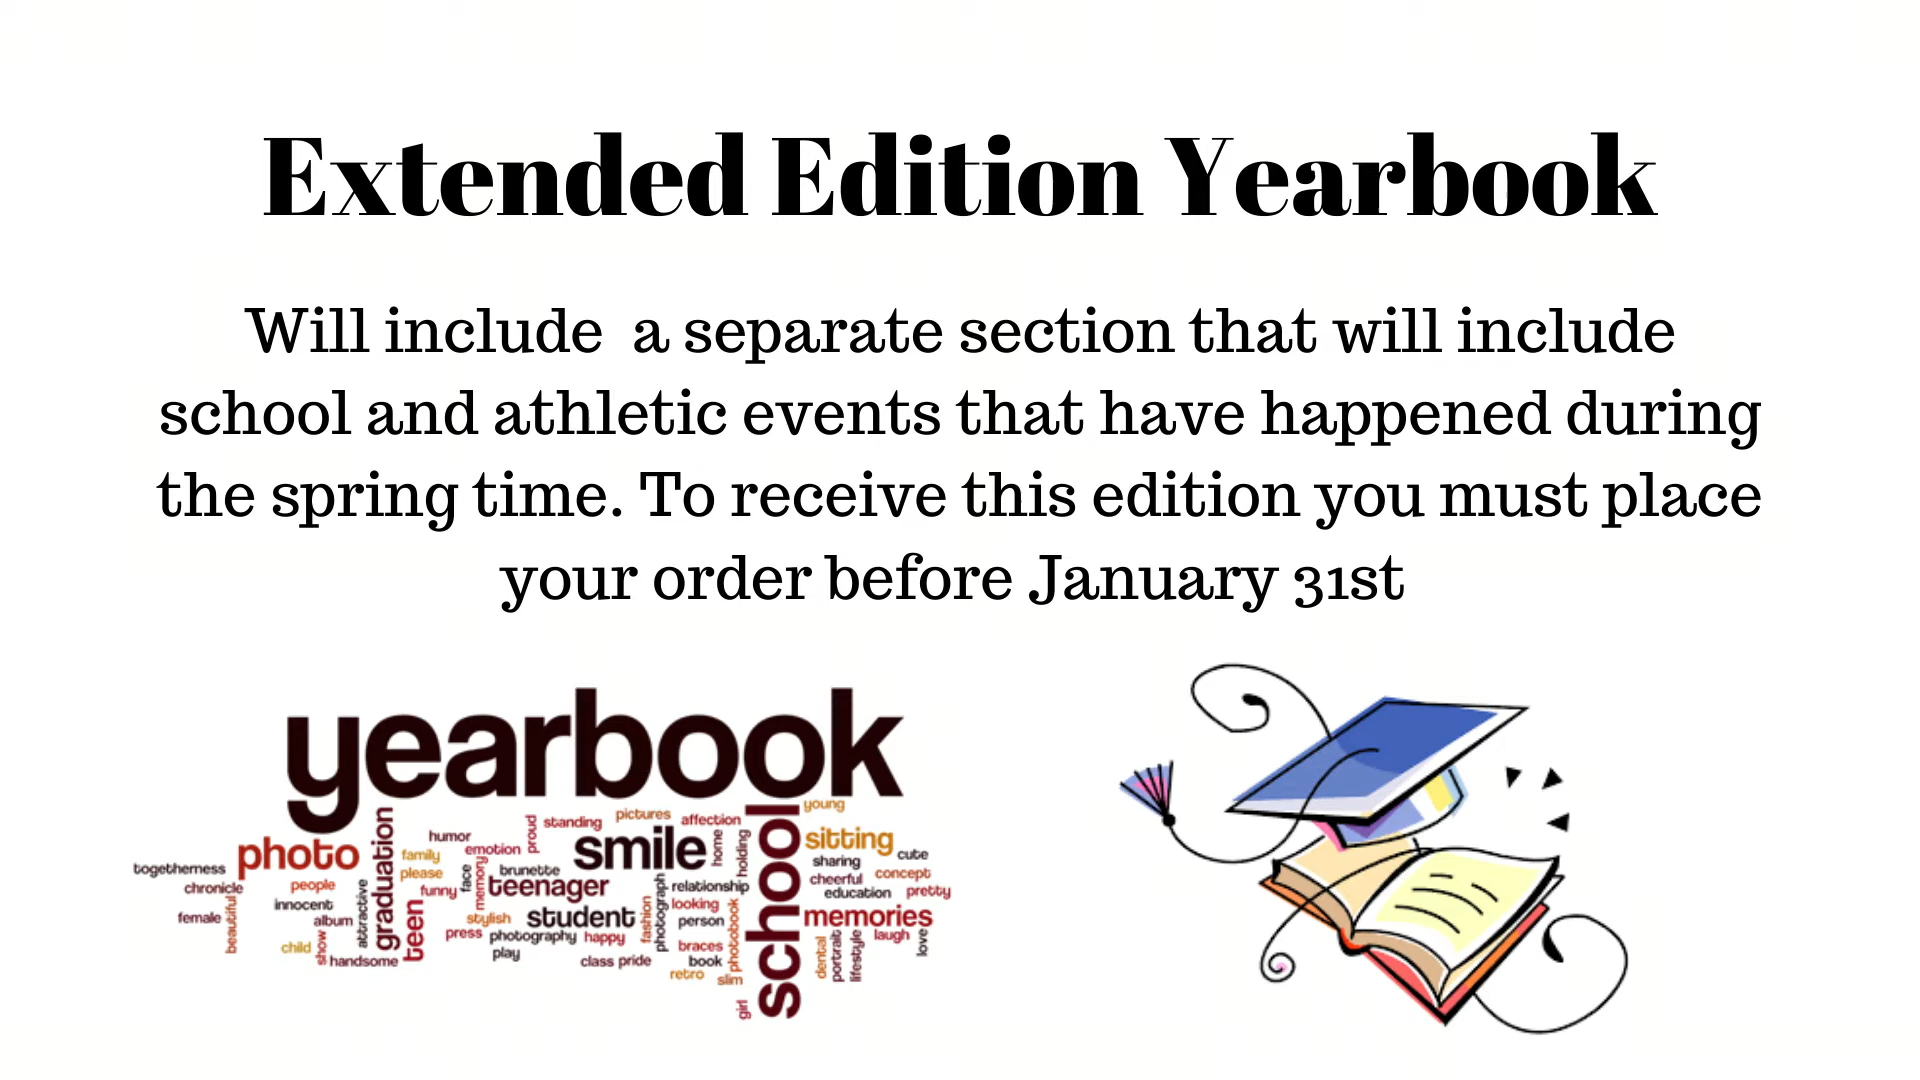 Extended Edition Yearbook
Will include  a separate section that will include
school and athletic events that have happened during
the spring time. To receive this edition you must place
your order before January 31st
yearbook
young
pictures
affection
standing
proud
humor
smile
home
holding
school
sitting
photo
graduation
family
emotion
sharing
cute
togetherness
please
face
memory
brunette
cheerful
concept
chronicle
people
funny
teenager
relationship
education
pretty
beautiful
innocent
attractive
teen
photograph
looking
female
album
stylish
student
fashion
person
photobook
memories
child
show
handsome
press
photography
happy
braces
dental
portrait
lifestyle
laugh
love
play
class pride
book
retro
slim
girl